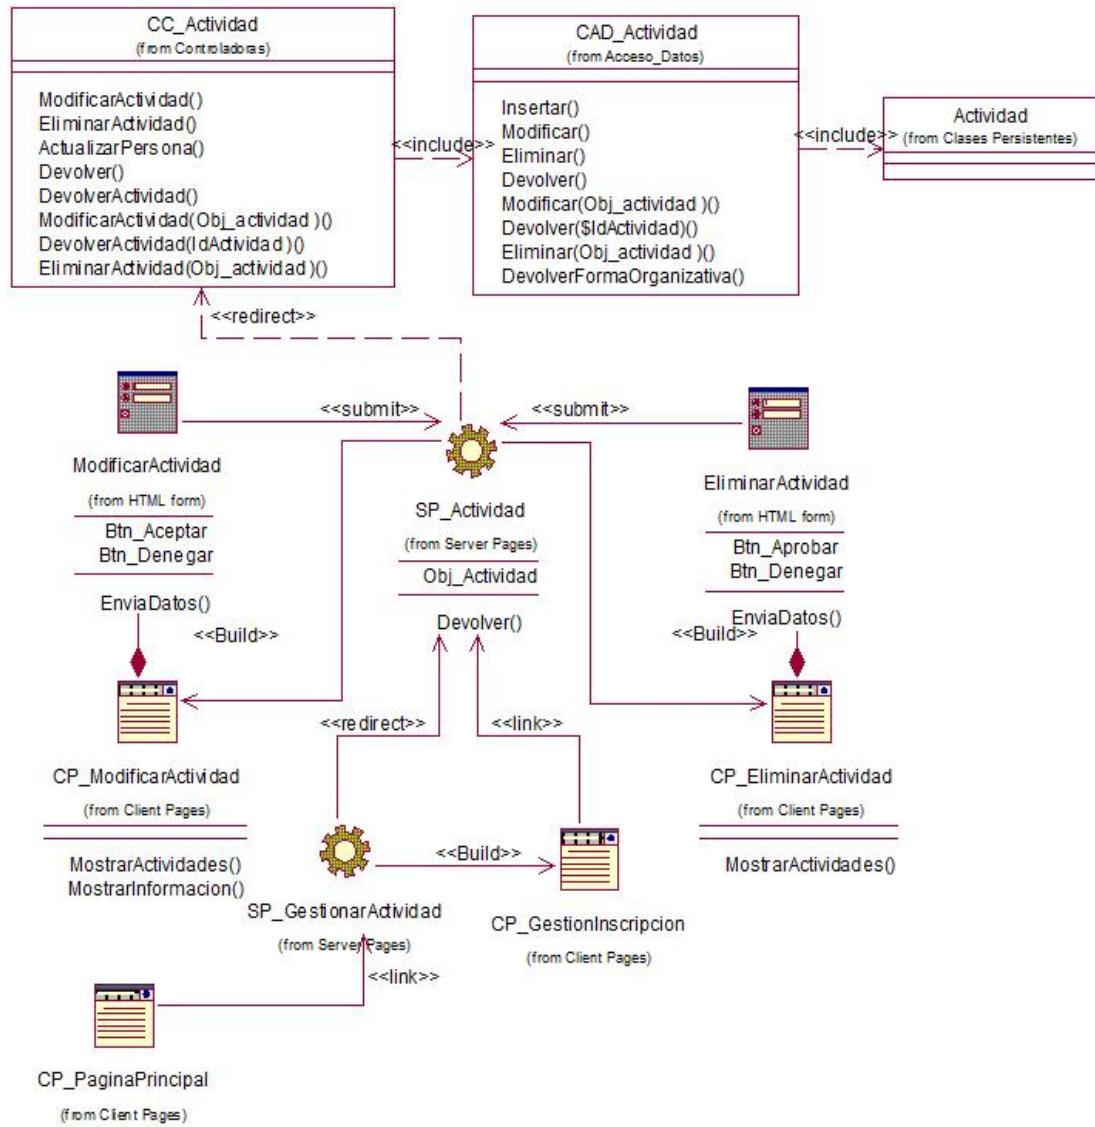 CC_Actividad
(from Controladoras)
ModificarActividad()
EliminarActividad()
ActualizarPersona()
Devolver()
DevolverActividad()
ModificarActividad(Obj_actividad )()
DevolverActividad(IdActividad )()
EliminarActividad(Obj_actividad )()
<<include>>
CAD_Actividad
(from Acceso_Datos)
Insertar()
Modificar()
Eliminar()
Devolver()
Modificar(Obj_actividad )()
Devolver($IdActividad)()
Eliminar(Obj_actividad )()
DevolverFormaOrganizativa()
<<include>>
Actividad
(from Clases Persistentes)
<<redirect>>
<<submit>>
<<submit>>
ModificarActividad
(from HTML form)
Btn_Aceptar
Btn_Denegar
EnviaDatos()
SP_Actividad
(from Server Pages)
Obj_Actividad
Devolver()
EliminarActividad
(from HTML form)
Btn_Aprobar
Btn_Denegar
EnviaDatos()
<<Build>>
<<Build>>
<<redirect>>
<<link>>
CP_ModificarActividad
(from Client Pages)
MostrarActividades()
MostrarInformacion()
CP_EliminarActividad
(from Client Pages)
MostrarActividades()
<<Build>>
SP_GestionarActividad
(from Server Pages)
CP_GestionInscripcion
(from Client Pages)
<<link>>
CP_PaginaPrincipal
(from Client Pages)